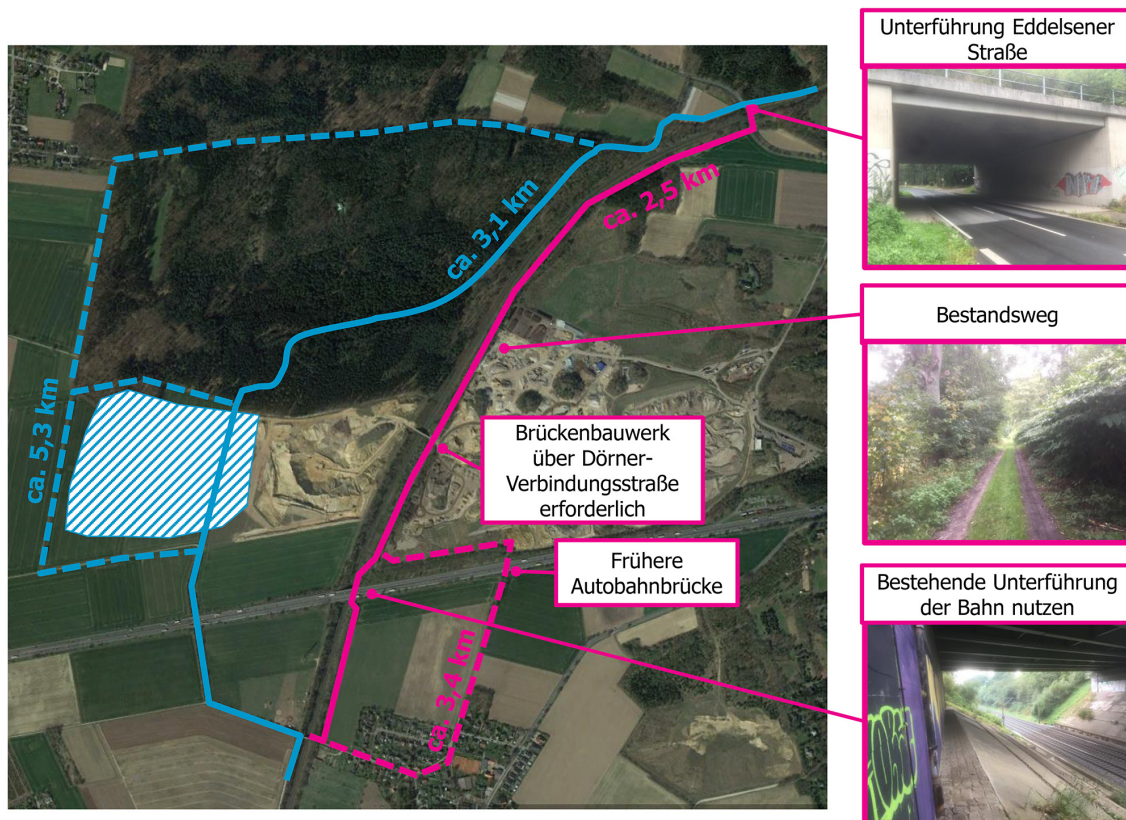 Unterführung Eddelsener
Straße
ca. 2,5 km
ca. 3,1 km
Bestandsweg
ca. 5,3 km
Brückenbauwerk
über Dörner-
Verbindungsstraße
erforderlich
Frühere
Autobahnbrücke
Bestehende Unterführung
der Bahn nutzen
ca. 3,4 km